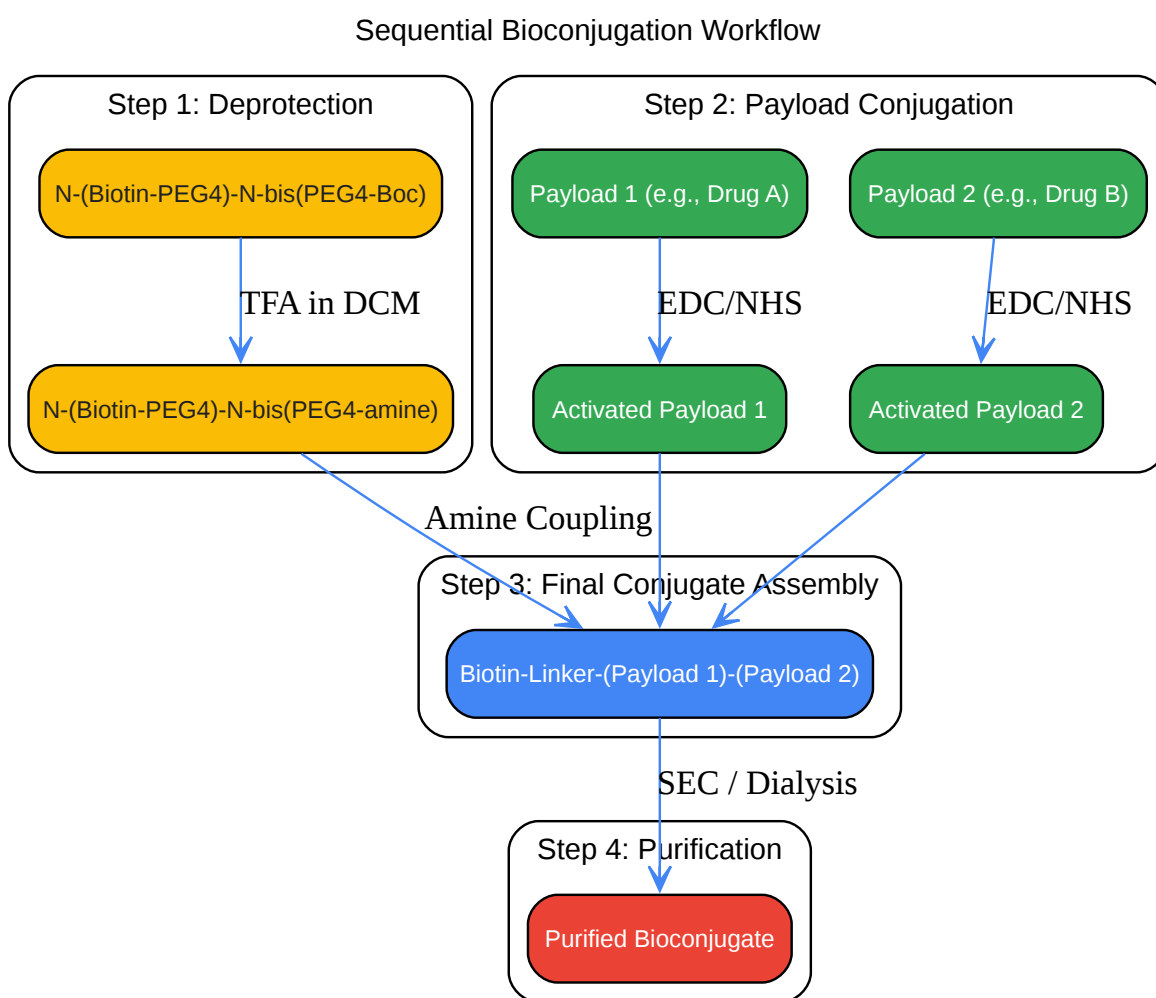 Sequential Bioconjugation Workflow
Step 1: Deprotection
Step 2: Payload Conjugation
N-(Biotin-PEG4)-N-bis(PEG4-Boc)
Payload 1 (e.g., Drug A)
Payload 2 (e.g., Drug B)
TFA in DCM
EDC/NHS
EDC/NHS
N-(Biotin-PEG4)-N-bis(PEG4-amine)
Activated Payload 1
Activated Payload 2
Amine Coupling
Step 3: Final Conjugate Assembly
Biotin-Linker-(Payload 1)-(Payload 2)
SEC / Dialysis
Step 4: Purification
Purified Bioconjugate